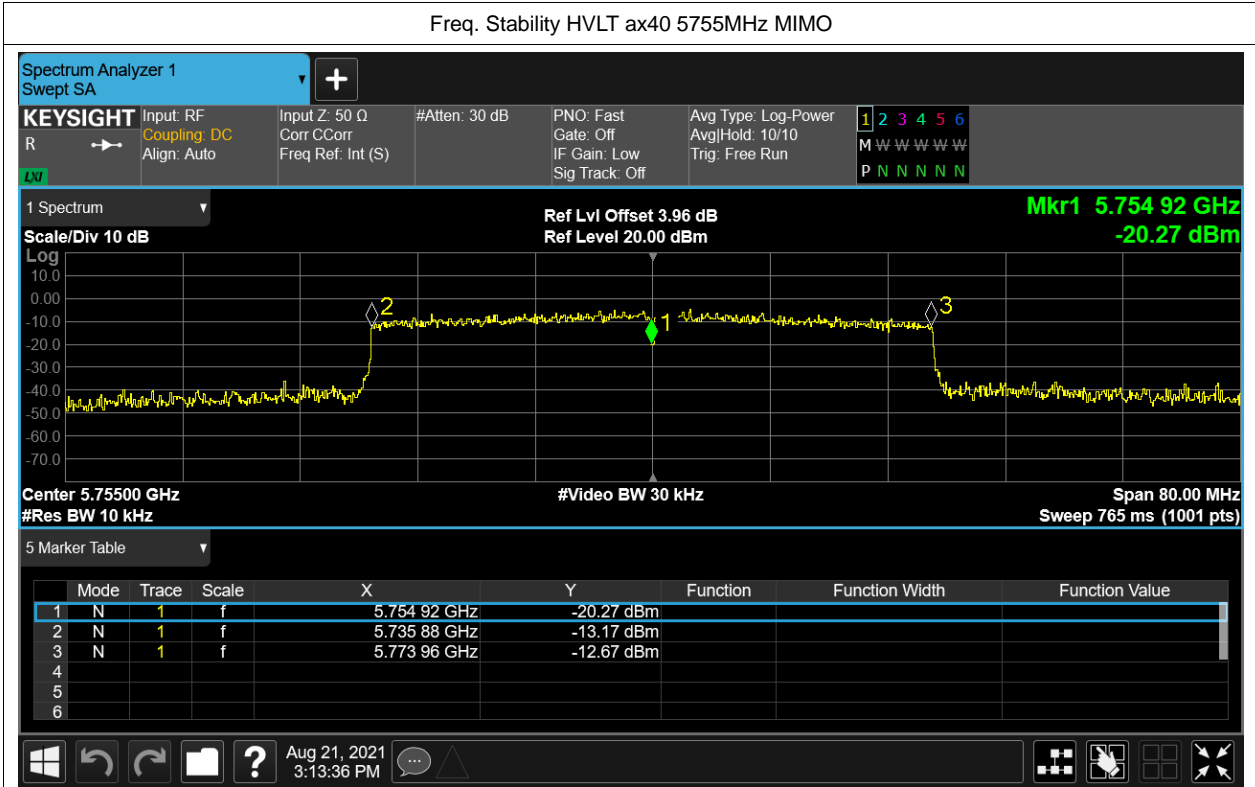 Freq. Stability HVLT ax40 5755MHz MIMO
Spectrum Analyzer 1
Swept SA
KEYSIGHT
R
LXI
Input: RF
Coupling: DC
Align: Auto
Input Z: 50 Ω
Corr CCorr
Freq Ref: Int (S)
#Atten: 30 dB
PNO: Fast
Gate: Off
IF Gain: Low
Sig Track: Off
Avg Type: Log-Power
Avg|Hold: 10/10
Trig: Free Run
1 2 3 4 5 6
M W W W W W
P N N N N N
1 Spectrum
Scale/Div 10 dB
Log
Ref Lvl Offset 3.96 dB
Ref Level 20.00 dBm
Mkr1 5.754 92 GHz
-20.27 dBm
10.0
0.00
-10.0
-20.0
-30.0
-40.0
-50.0
-60.0
-70.0
2
1
3
Center 5.75500 GHz
#Res BW 10 kHz
#Video BW 30 kHz
Span 80.00 MHz
Sweep 765 ms (1001 pts)
5 Marker Table
Mode Trace Scale X Y Function Function Width Function Value
1 N 1 f 5.754 92 GHz -20.27 dBm
2 N 1 f 5.735 88 GHz -13.17 dBm
3 N 1 f 5.773 96 GHz -12.67 dBm
4
5
6
?
Aug 21, 2021
3:13:36 PM